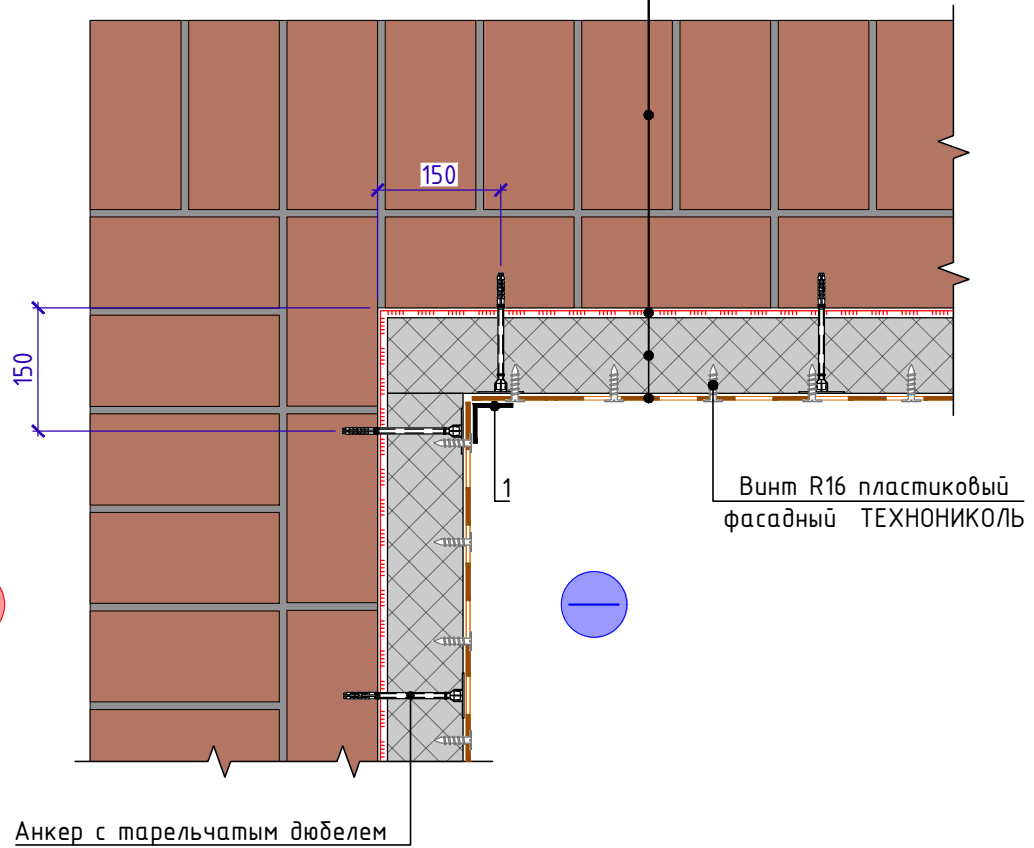 150
150
1
Винт R16 пластиковый
фасадный ТЕХНОНИКОЛЬ
Анкер с тарельчатым дюбелем